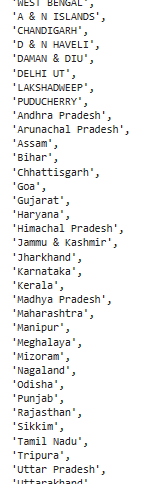 'WEST BENGAL',
'A & N ISLANDS',
'CHANDIGARH',
'D & N HAVELI',
'DAMAN & DIU',
'DELHI UT',
'LAKSHADWEEP',
'PUDUCHERRY',
'Andhra Pradesh',
'Arunachal Pradesh',
'Assam',
'Bihar',
'Chhattisgarh',
'Goa',
'Gujarat',
'Haryana',
'Himachal Pradesh',
'Jammu & Kashmir',
'Jharkhand',
'Karnataka',
'Kerala',
'Madhya Pradesh',
'Maharashtra',
'Manipur',
'Meghalaya',
'Mizoram',
'Nagaland',
'Odisha',
'Punjab',
'Rajasthan',
'Sikkim',
'Tamil Nadu',
'Tripura',
'Uttar Pradesh',
'Uttarakhand',